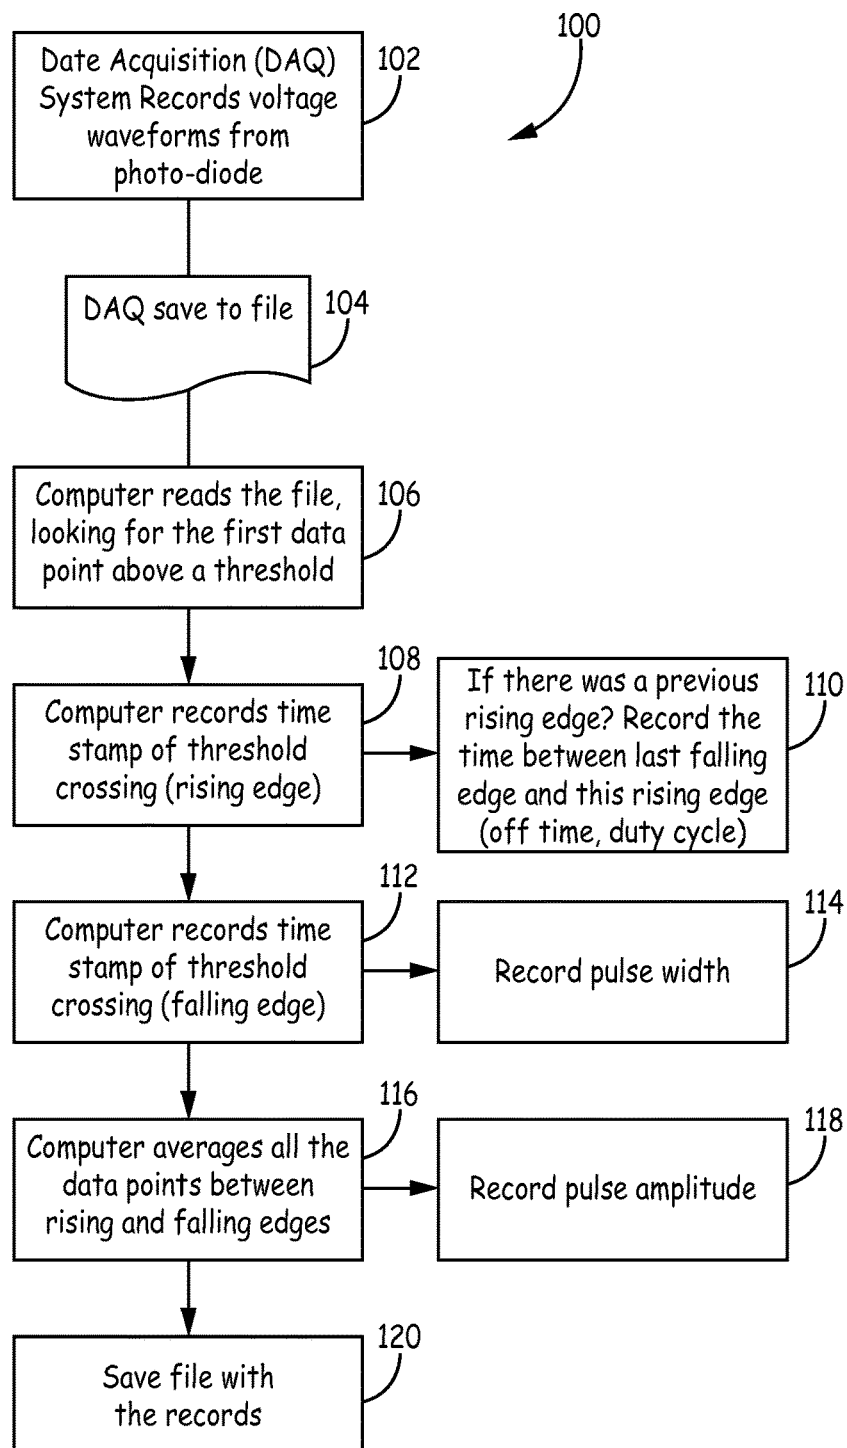 100
Date Acquisition (DAQ)
System Records voltage
waveforms from
photo-diode
102
DAQ save to file
104
Computer reads the file,
looking for the first data
point above a threshold
106
Computer records time
stamp of threshold
crossing (rising edge)
108
If there was a previous
rising edge? Record the
time between last falling
edge and this rising edge
(off time, duty cycle)
110
Computer records time
stamp of threshold
crossing (falling edge)
112
Record pulse width
114
Computer averages all the
data points between
rising and falling edges
116
Record pulse amplitude
118
Save file with
the records
120